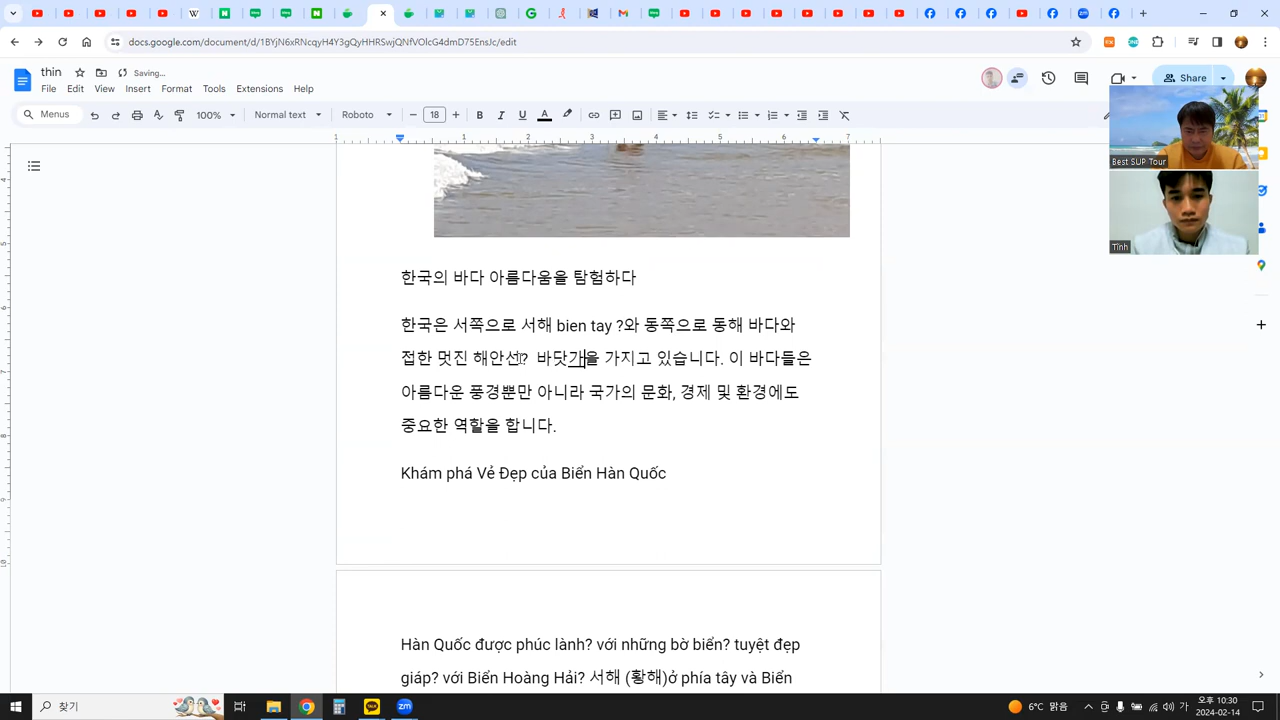 docs.google.com/document/d/1BYjN6xRNcqyH4Y3gQyHHRSwjQNfVOlcG4dmD75EnsJc/edit
thin
Saving...
File Edit View Insert Format Tools Extensions Help
Share
Menus
100%
Normal text
Roboto
18
Best SUP Tour
Tĩnh
한국의 바다 아름다움을 탐험하다
한국은 서쪽으로 서해 bien tay ?와 동쪽으로 동해 바다와
접한 멋진 해안선? 바닷가을 가지고 있습니다. 이 바다들은
아름다운 풍경뿐만 아니라 국가의 문화, 경제 및 환경에도
중요한 역할을 합니다.
Khám phá Vẻ Đẹp của Biển Hàn Quốc
Hàn Quốc được phúc lành? với những bờ biển? tuyệt đẹp
giáp? với Biển Hoàng Hải? 서해 (황해)ở phía tây và Biển
찾기
6°C 맑음
가
오후 10:30
2024-02-14